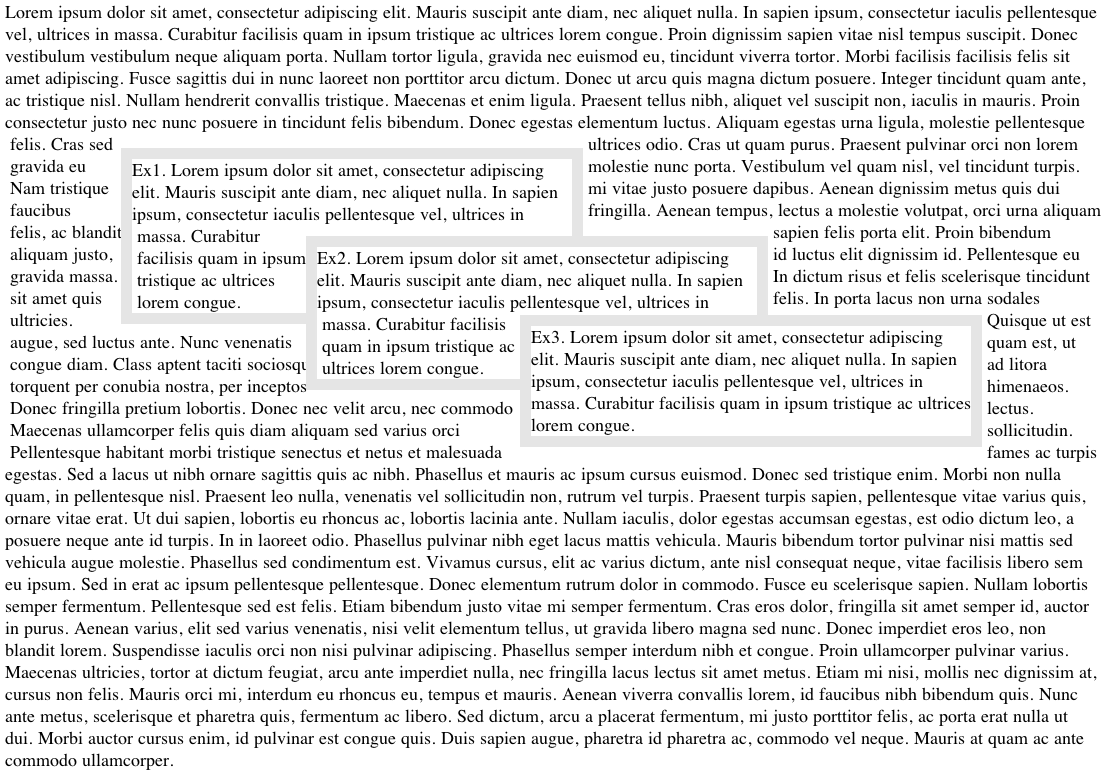 Lorem ipsum dolor sit amet, consectetur adipiscing elit. Mauris suscipit ante diam, nec aliquet nulla. In sapien ipsum, consectetur iaculis pellentesque
vel, ultrices in massa. Curabitur facilisis quam in ipsum tristique ac ultrices lorem congue. Proin dignissim sapien vitae nisl tempus suscipit. Donec
vestibulum vestibulum neque aliquam porta. Nullam tortor ligula, gravida nec euismod eu, tincidunt viverra tortor. Morbi facilisis facilisis felis sit
amet adipiscing. Fusce sagittis dui in nunc laoreet non porttitor arcu dictum. Donec ut arcu quis magna dictum posuere. Integer tincidunt quam ante,
ac tristique nisl. Nullam hendrerit convallis tristique. Maecenas et enim ligula. Praesent tellus nibh, aliquet vel suscipit non, iaculis in mauris. Proin
consectetur justo nec nunc posuere in tincidunt felis bibendum. Donec egestas elementum luctus. Aliquam egestas urna ligula, molestie pellentesque
felis. Cras sed ultrices odio. Cras ut quam purus. Praesent pulvinar orci non lorem
gravida eu molestie nunc porta. Vestibulum vel quam nisl, vel tincidunt turpis.
Nam tristique mi vitae justo posuere dapibus. Aenean dignissim metus quis dui
faucibus fringilla. Aenean tempus, lectus a molestie volutpat, orci urna aliquam
felis, ac blandit sapien felis porta elit. Proin bibendum
aliquam justo, id luctus elit dignissim id. Pellentesque eu
gravida massa. In dictum risus et felis scelerisque tincidunt
sit amet quis felis. In porta lacus non urna sodales
ultricies. Quisque ut est
augue, sed luctus ante. Nunc venenatis quam est, ut
congue diam. Class aptent taciti sociosqu ad litora
torquent per conubia nostra, per inceptos himenaeos.
Donec fringilla pretium lobortis. Donec nec velit arcu, nec commodo lectus.
Maecenas ullamcorper felis quis diam aliquam sed varius orci sollicitudin.
Pellentesque habitant morbi tristique senectus et netus et malesuada fames ac turpis
Ex1. Lorem ipsum dolor sit amet, consectetur adipiscing
elit. Mauris suscipit ante diam, nec aliquet nulla. In sapien
ipsum, consectetur iaculis pellentesque vel, ultrices in
massa. Curabitur
facilisis quam in ipsum
tristique ac ultrices
lorem congue.
Ex2. Lorem ipsum dolor sit amet, consectetur adipiscing
elit. Mauris suscipit ante diam, nec aliquet nulla. In sapien
ipsum, consectetur iaculis pellentesque vel, ultrices in
massa. Curabitur facilisis
quam in ipsum tristique ac
ultrices lorem congue.
Ex3. Lorem ipsum dolor sit amet, consectetur adipiscing
elit. Mauris suscipit ante diam, nec aliquet nulla. In sapien
ipsum, consectetur iaculis pellentesque vel, ultrices in
massa. Curabitur facilisis quam in ipsum tristique ac ultrices
lorem congue.
egestas. Sed a lacus ut nibh ornare sagittis quis ac nibh. Phasellus et mauris ac ipsum cursus euismod. Donec sed tristique enim. Morbi non nulla
quam, in pellentesque nisl. Praesent leo nulla, venenatis vel sollicitudin non, rutrum vel turpis. Praesent turpis sapien, pellentesque vitae varius quis,
ornare vitae erat. Ut dui sapien, lobortis eu rhoncus ac, lobortis lacinia ante. Nullam iaculis, dolor egestas accumsan egestas, est odio dictum leo, a
posuere neque ante id turpis. In in laoreet odio. Phasellus pulvinar nibh eget lacus mattis vehicula. Mauris bibendum tortor pulvinar nisi mattis sed
vehicula augue molestie. Phasellus sed condimentum est. Vivamus cursus, elit ac varius dictum, ante nisl consequat neque, vitae facilisis libero sem
eu ipsum. Sed in erat ac ipsum pellentesque pellentesque. Donec elementum rutrum dolor in commodo. Fusce eu scelerisque sapien. Nullam lobortis
semper fermentum. Pellentesque sed est felis. Etiam bibendum justo vitae mi semper fermentum. Cras eros dolor, fringilla sit amet semper id, auctor
in purus. Aenean varius, elit sed varius venenatis, nisi velit elementum tellus, ut gravida libero magna sed nunc. Donec imperdiet eros leo, non
blandit lorem. Suspendisse iaculis orci non nisi pulvinar adipiscing. Phasellus semper interdum nibh et congue. Proin ullamcorper pulvinar varius.
Maecenas ultricies, tortor at dictum feugiat, arcu ante imperdiet nulla, nec fringilla lacus lectus sit amet metus. Etiam mi nisi, mollis nec dignissim at,
cursus non felis. Mauris orci mi, interdum eu rhoncus eu, tempus et mauris. Aenean viverra convallis lorem, id faucibus nibh bibendum quis. Nunc
ante metus, scelerisque et pharetra quis, fermentum ac libero. Sed dictum, arcu a placerat fermentum, mi justo porttitor felis, ac porta erat nulla ut
dui. Morbi auctor cursus enim, id pulvinar est congue quis. Duis sapien augue, pharetra id pharetra ac, commodo vel neque. Mauris at quam ac ante
commodo ullamcorper.